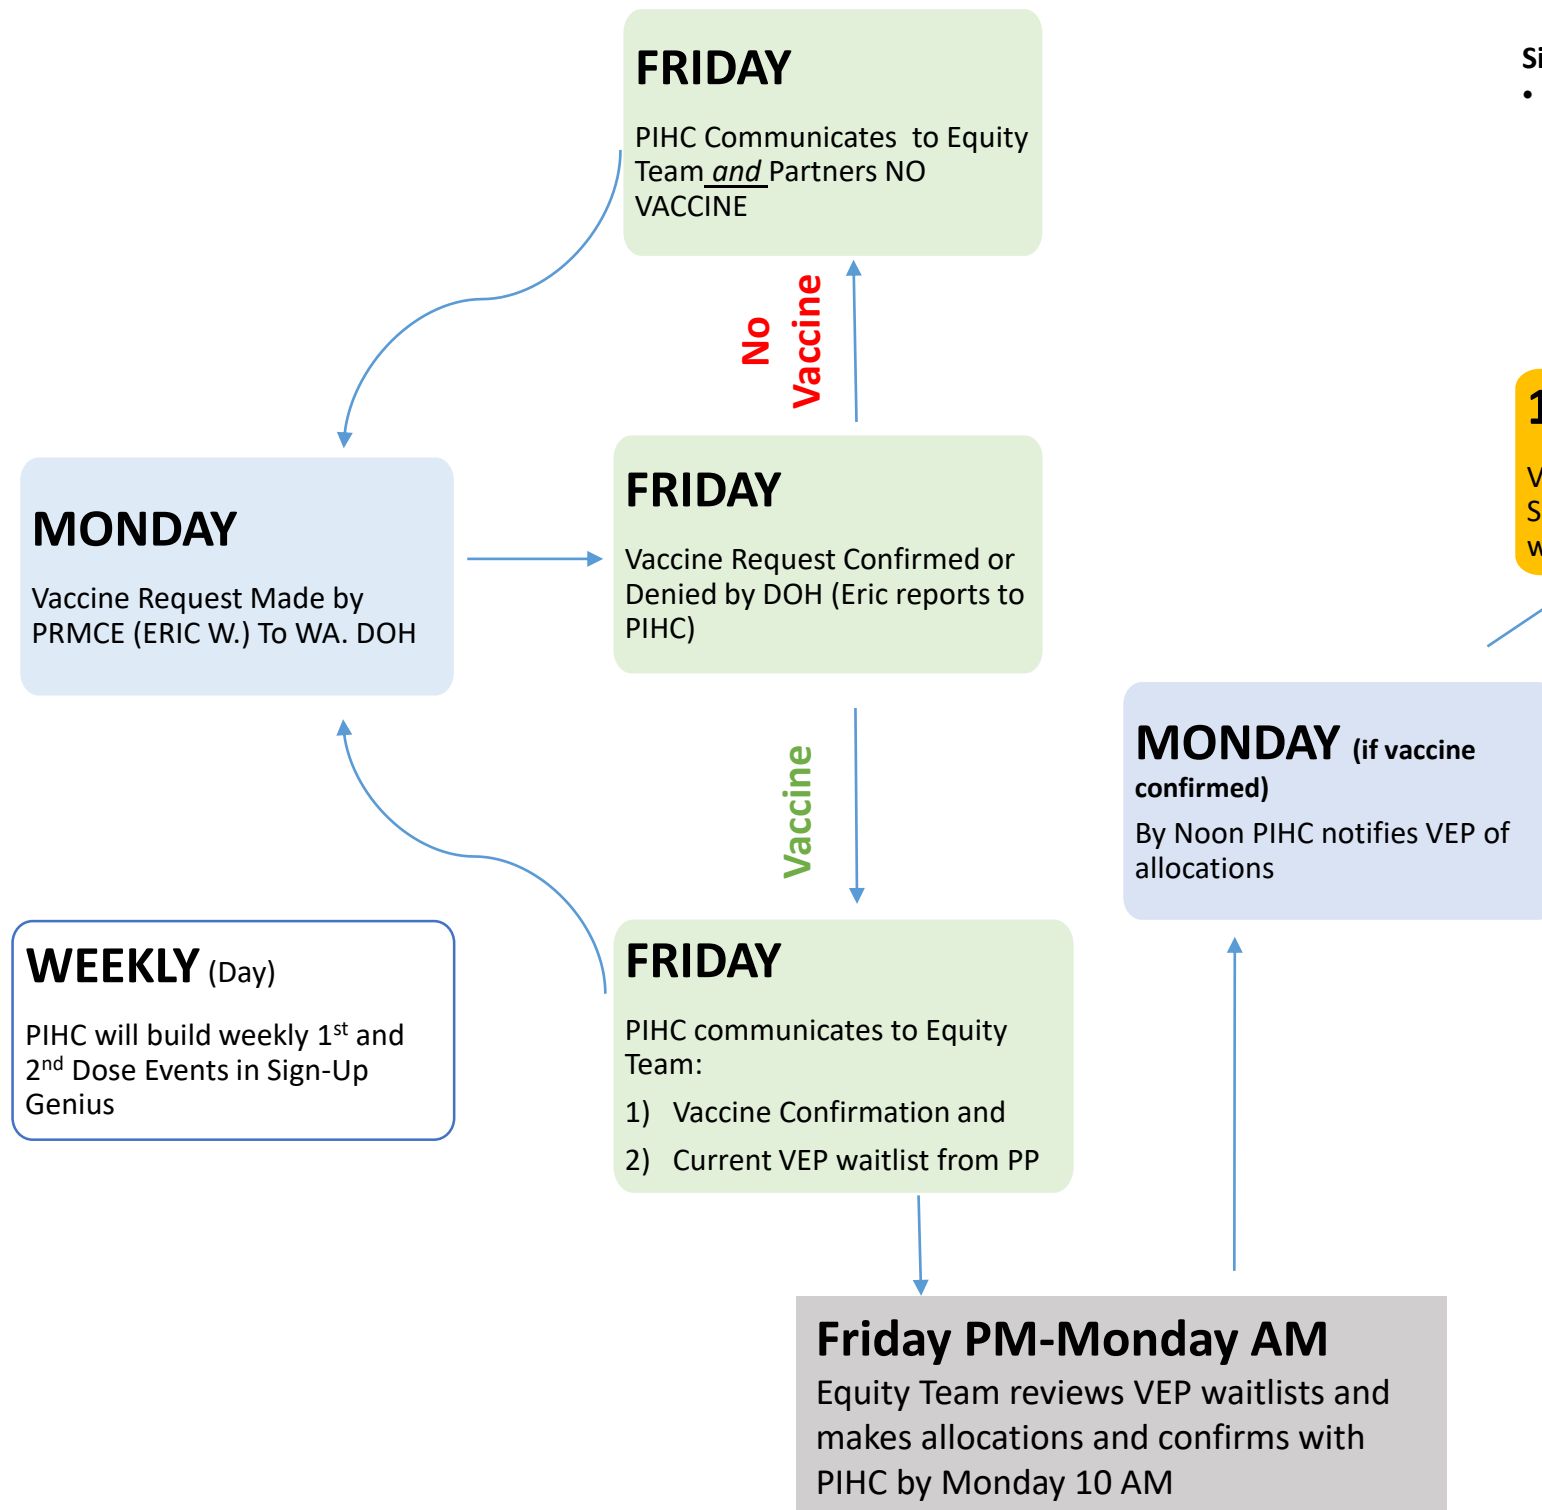 FRIDAY
PIHC Communicates  to Equity
Team and Partners NO
VACCINE
Si
•
No
Vaccine
1
V
S
w
MONDAY
Vaccine Request Made by
PRMCE (ERIC W.) To WA. DOH
FRIDAY
Vaccine Request Confirmed or
Denied by DOH (Eric reports to
PIHC)
MONDAY (if vaccine
confirmed)
By Noon PIHC notifies VEP of
allocations
Vaccine
WEEKLY (Day)
PIHC will build weekly 1st and
2nd Dose Events in Sign-Up
Genius
FRIDAY
PIHC communicates to Equity
Team:
1) Vaccine Confirmation and
2) Current VEP waitlist from PP
Friday PM-Monday AM
Equity Team reviews VEP waitlists and
makes allocations and confirms with
PIHC by Monday 10 AM